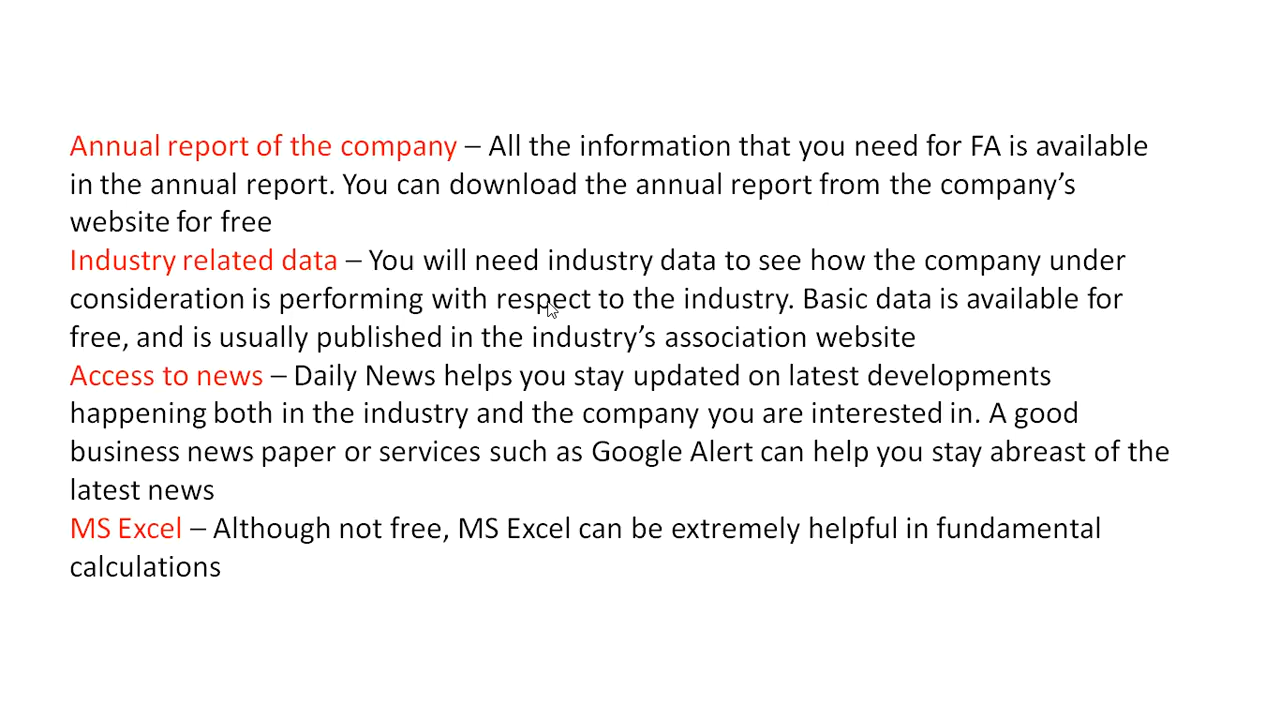 Annual report of the company – All the information that you need for FA is available
in the annual report. You can download the annual report from the company’s
website for free
Industry related data – You will need industry data to see how the company under
consideration is performing with respect to the industry. Basic data is available for
free, and is usually published in the industry’s association website
Access to news – Daily News helps you stay updated on latest developments
happening both in the industry and the company you are interested in. A good
business news paper or services such as Google Alert can help you stay abreast of the
latest news
MS Excel – Although not free, MS Excel can be extremely helpful in fundamental
calculations